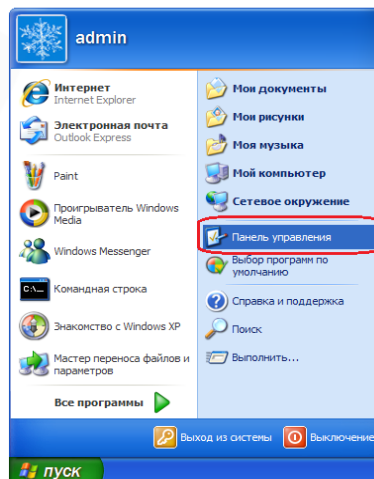 admin
Интернет
Internet Explorer
Электронная почта
Outlook Express
Paint
Проигрыватель Windows
Media
Windows Messenger
C:\_
Командная строка
Знакомство с Windows XP
Мастер переноса файлов и
параметров
Все программы
Мои документы
Мои рисунки
Моя музыка
Мой компьютер
Сетевое окружение
Панель управления
Выбор программ по
умолчанию
Справка и поддержка
Поиск
Выполнить...
Выход из системы
Выключение
пуск